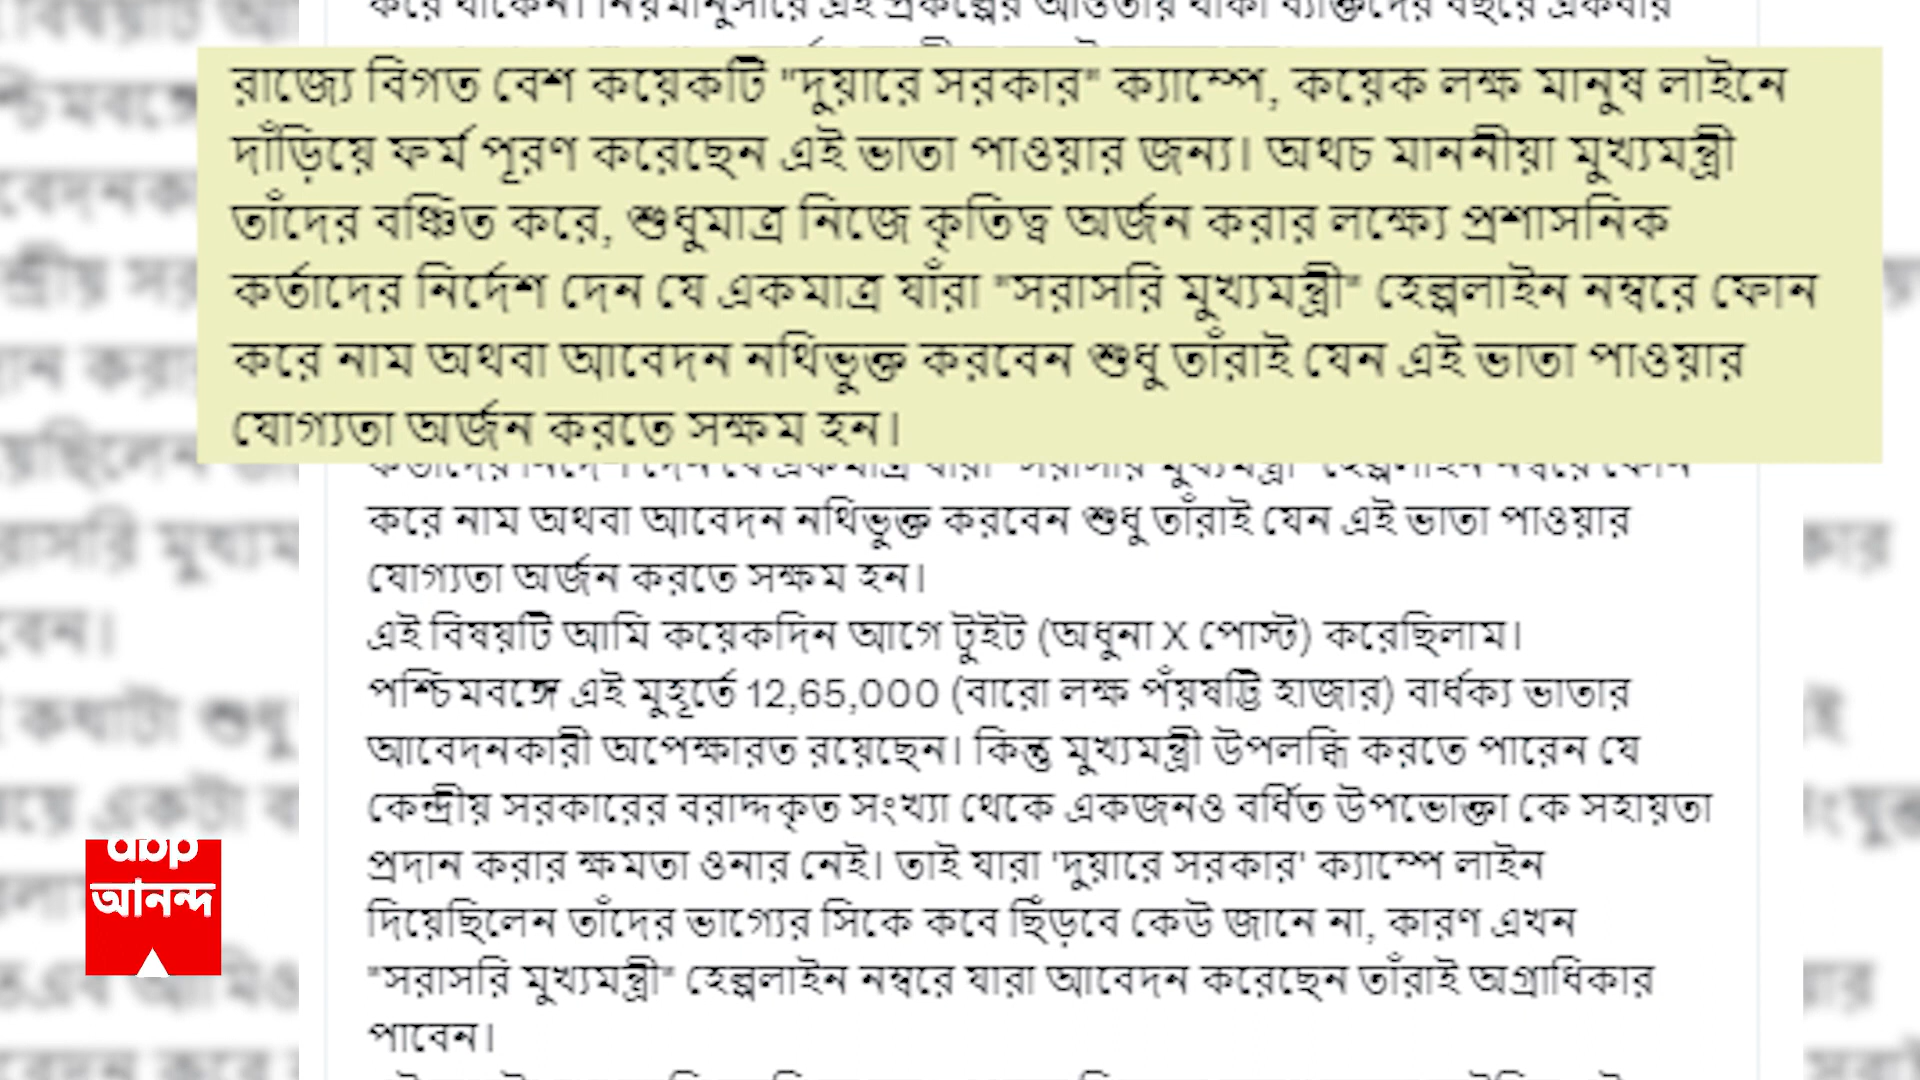 রাজ্যে বিগত বেশ কয়েকটি "দুয়ারে সরকার" ক্যাম্পে, কয়েক লক্ষ মানুষ লাইনে
দাঁড়িয়ে ফর্ম পূরণ করেছেন এই ভাতা পাওয়ার জন্য। অথচ মাননীয়া মুখ্যমন্ত্রী
তাঁদের বঞ্চিত করে, শুধুমাত্র নিজে কৃতিত্ব অর্জন করার লক্ষ্যে প্রশাসনিক
কর্তাদের নির্দেশ দেন যে একমাত্র যাঁরা "সরাসরি মুখ্যমন্ত্রী" হেল্পলাইন নম্বরে ফোন
করে নাম অথবা আবেদন নথিভুক্ত করবেন শুধু তাঁরাই যেন এই ভাতা পাওয়ার
যোগ্যতা অর্জন করতে সক্ষম হন।
করে নাম অথবা আবেদন নথিভুক্ত করবেন শুধু তাঁরাই যেন এই ভাতা পাওয়ার
যোগ্যতা অর্জন করতে সক্ষম হন।
এই বিষয়টি আমি কয়েকদিন আগে টুইট (অধুনা X পোস্ট) করেছিলাম।
পশ্চিমবঙ্গে এই মুহূর্তে 12,65,000 (বারো লক্ষ পঁয়ষট্টি হাজার) বার্ধক্য ভাতার
আবেদনকারী অপেক্ষারত রয়েছেন। কিন্তু মুখ্যমন্ত্রী উপলব্ধি করতে পারেন যে
কেন্দ্রীয় সরকারের বরাদ্দকৃত সংখ্যা থেকে একজনও বর্ধিত উপভোক্তা কে সহায়তা
প্রদান করার ক্ষমতা ওনার নেই। তাই যারা 'দুয়ারে সরকার' ক্যাম্পে লাইন
দিয়েছিলেন তাঁদের ভাগ্যের সিকে কবে ছিঁড়বে কেউ জানে না, কারণ এখন
"সরাসরি মুখ্যমন্ত্রী" হেল্পলাইন নম্বরে যারা আবেদন করেছেন তাঁরাই অগ্রাধিকার
পাবেন।
abp
আনন্দ